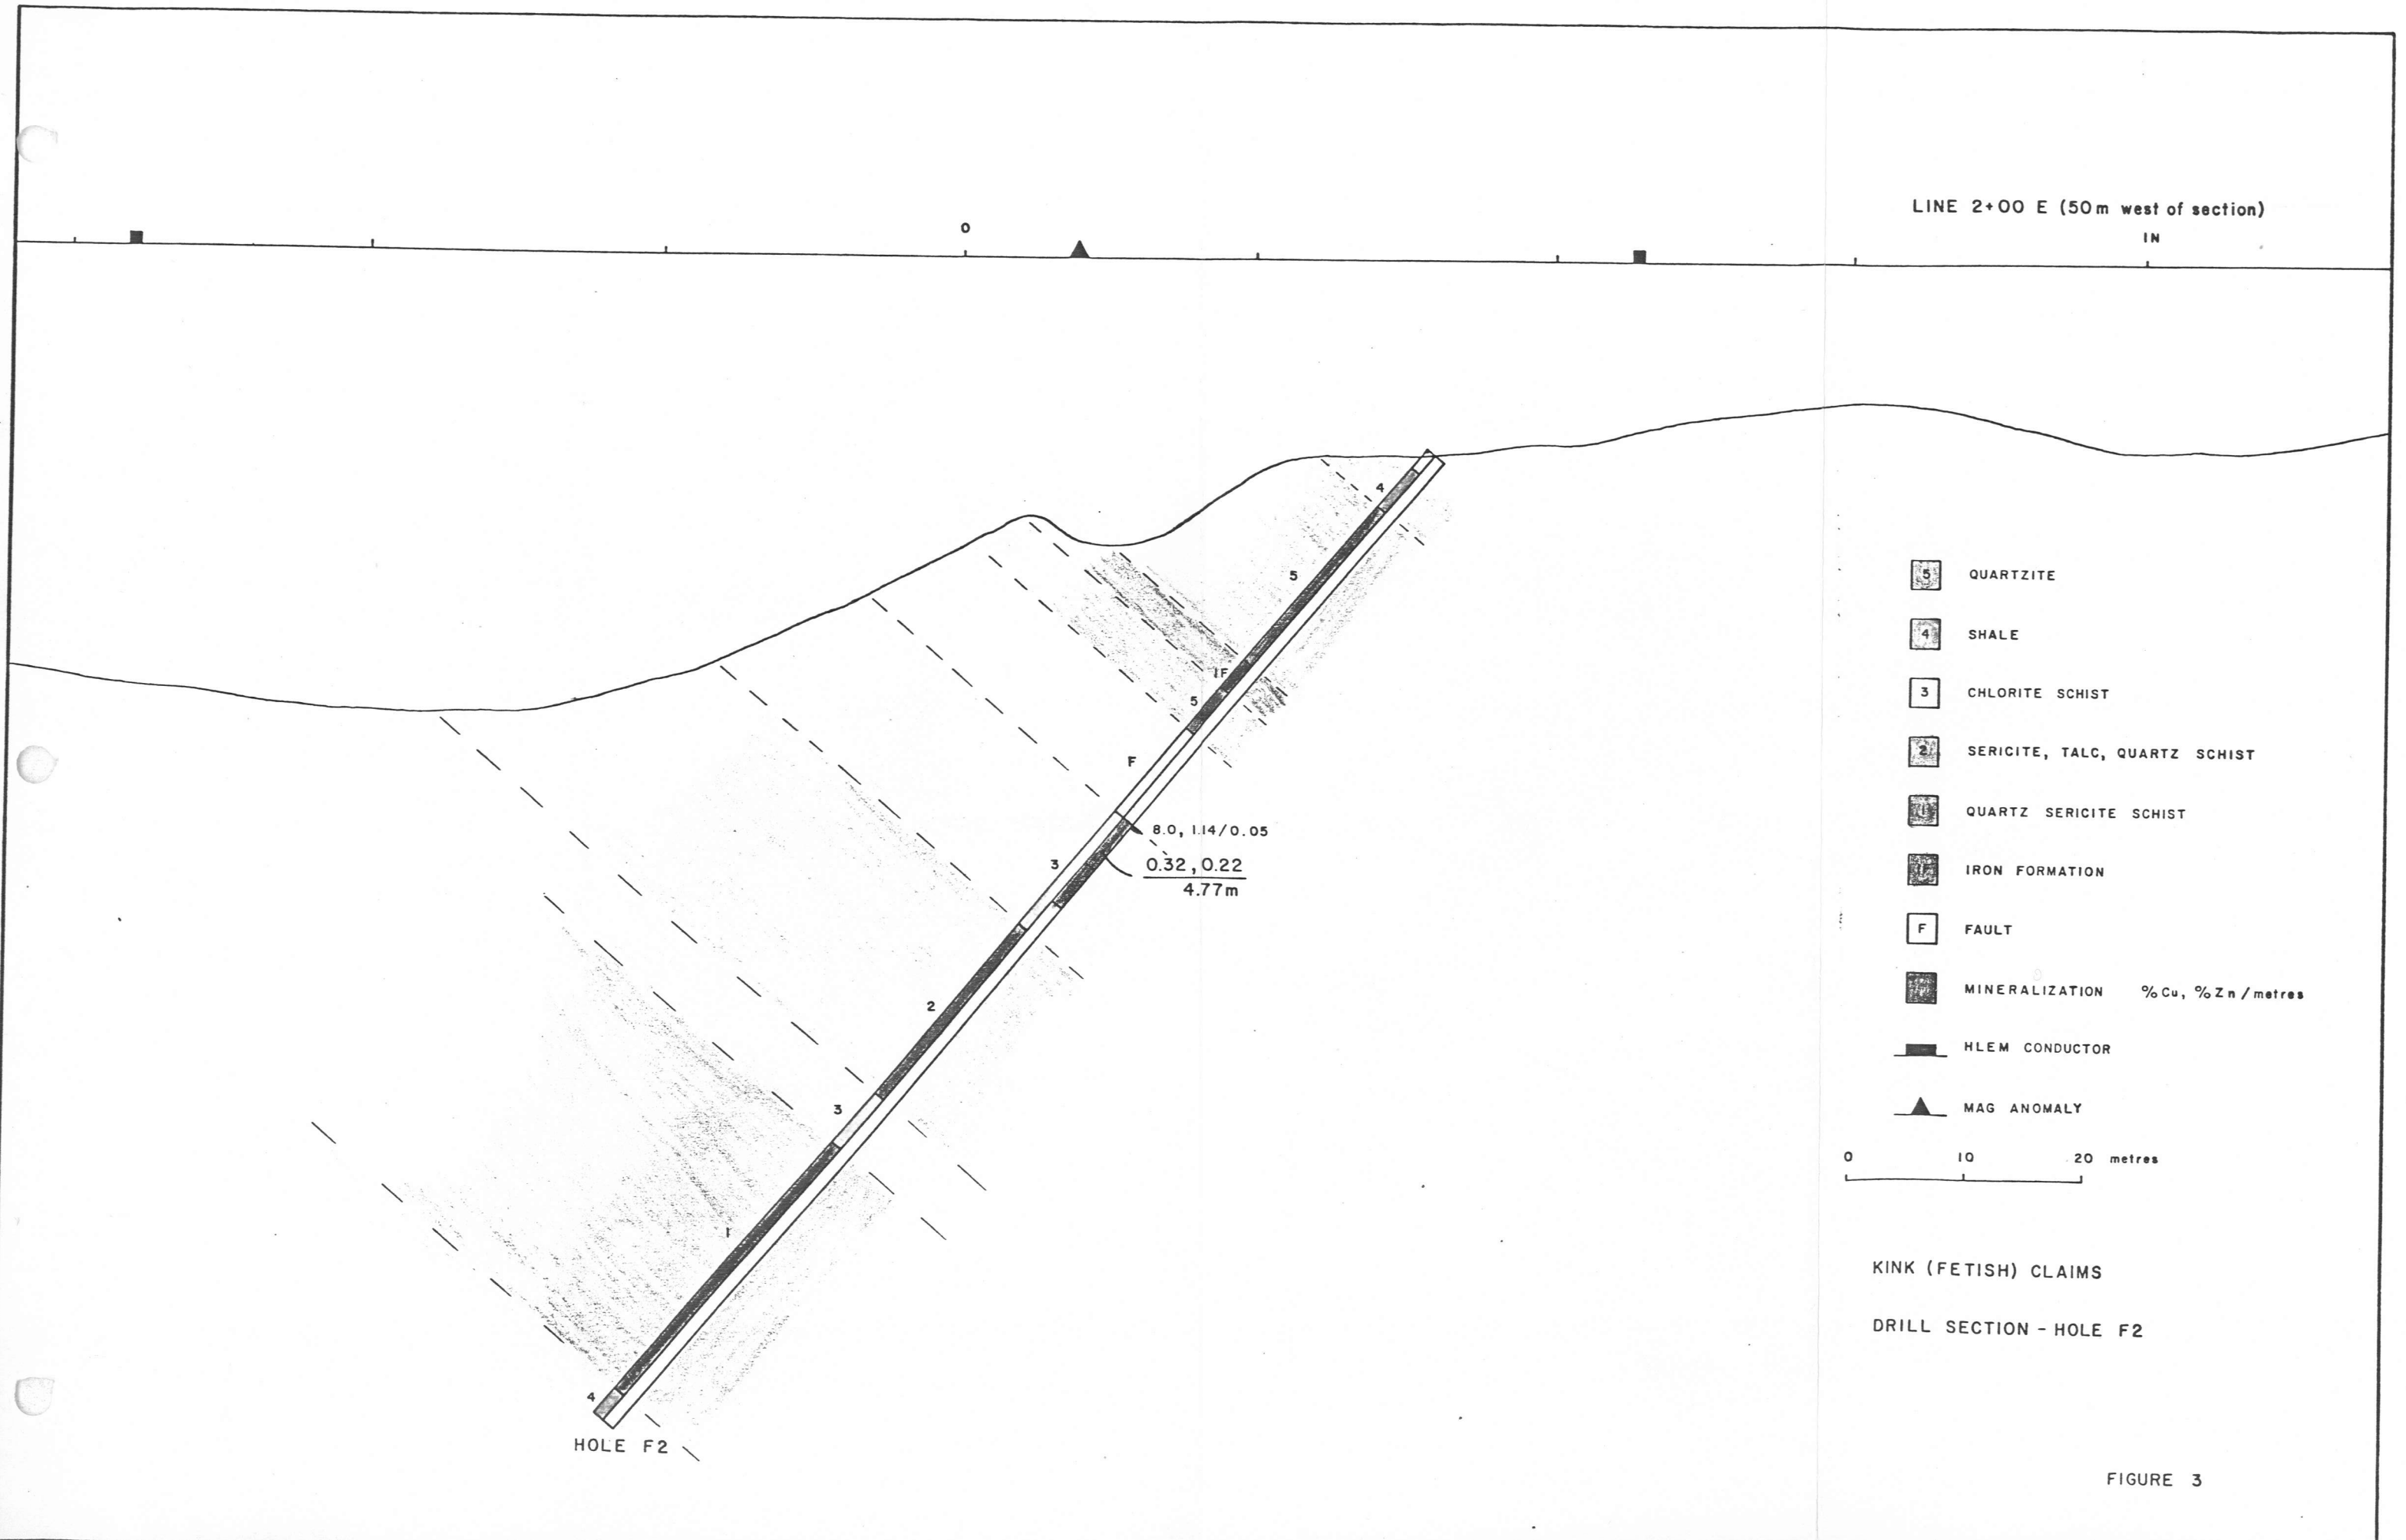 LINE 2+00 E (50m west of section)
0
1N
4
5
1F
5
F
8.0, 1.14/0.05
3
0.32, 0.22
4.77m
2
3
1
4
HOLE F2
5 QUARTZITE
4 SHALE
3 CHLORITE SCHIST
2 SERICITE, TALC, QUARTZ SCHIST
1 QUARTZ SERICITE SCHIST
IRON FORMATION
F FAULT
MINERALIZATION %Cu, %Zn/metres
HLEM CONDUCTOR
MAG ANOMALY
0 10 20 metres
KINK (FETISH) CLAIMS
DRILL SECTION - HOLE F2
FIGURE 3